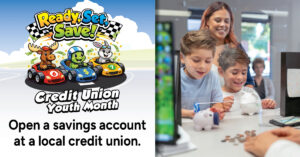 Ready, Set,
Save!
Credit Union
Youth Month
Open a savings account
at a local credit union.